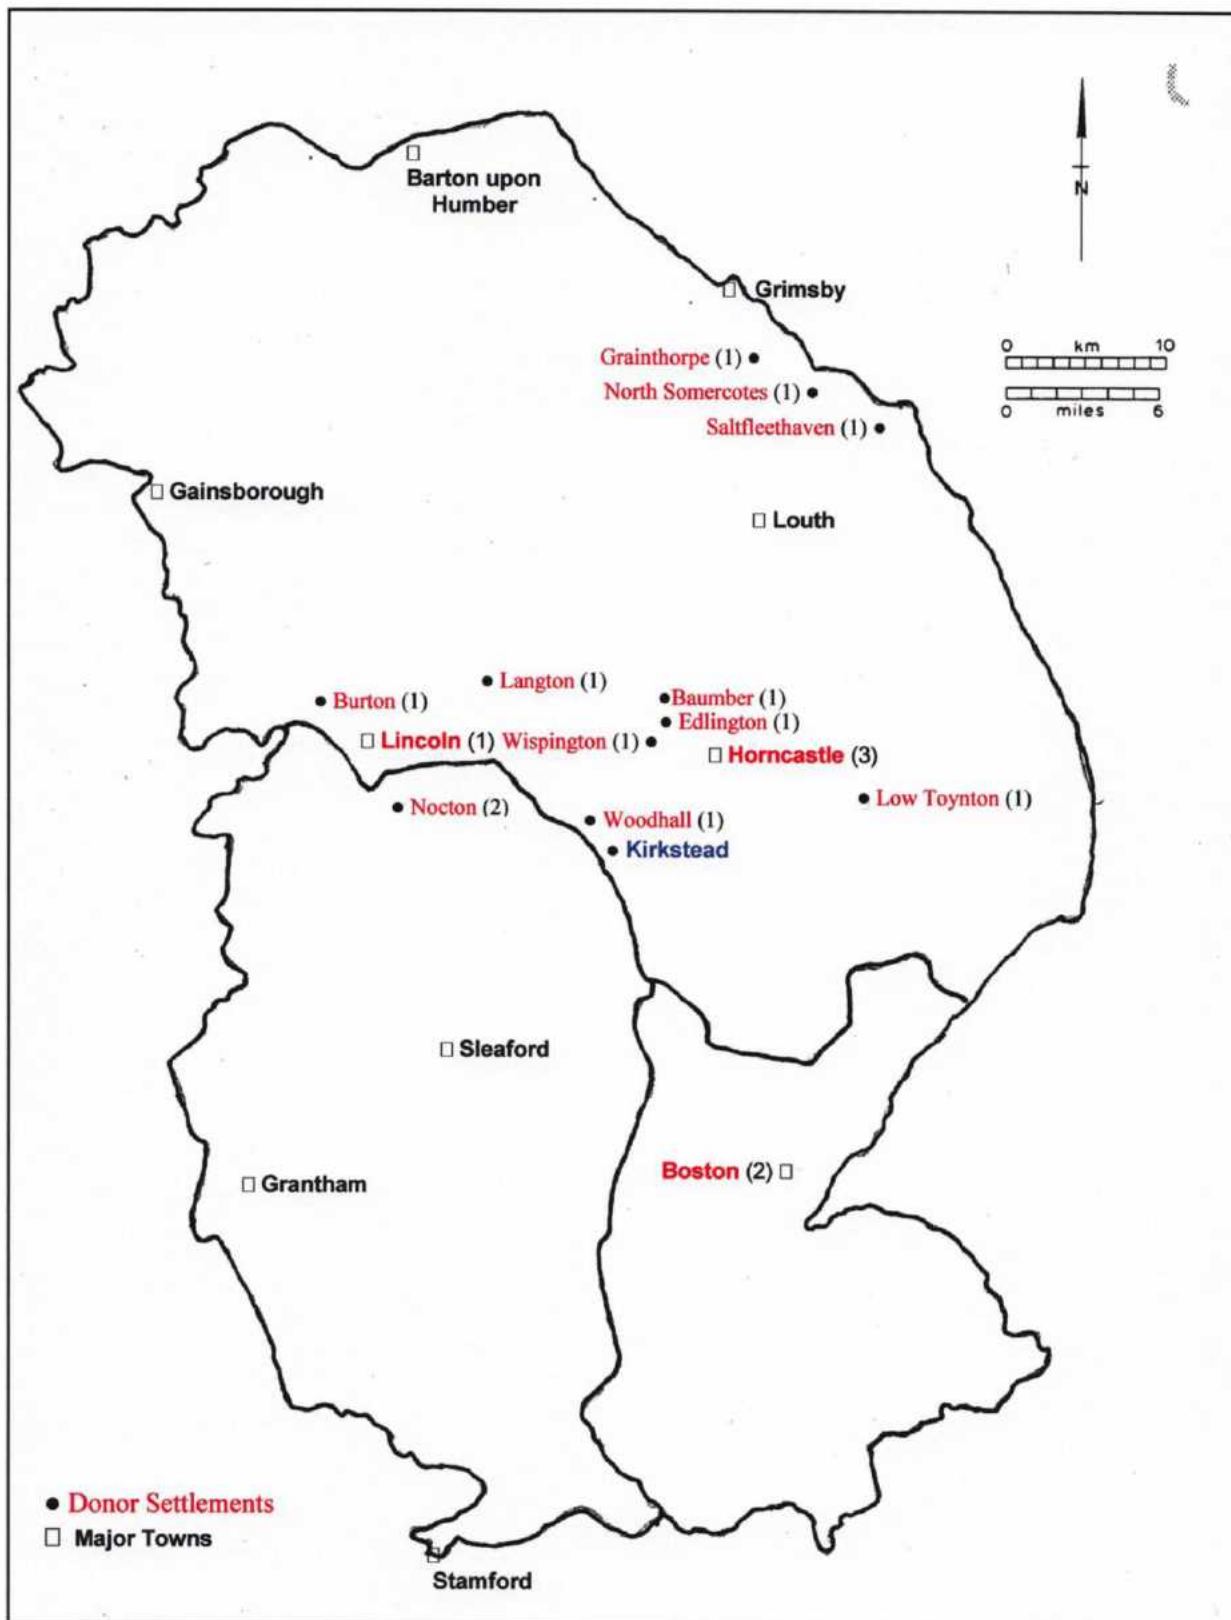 Barton upon
Humber
N
Grimsby
0 km 10
0 miles 6
Grainthorpe (1)
North Somercotes (1)
Saltfleethaven (1)
Gainsborough
Louth
Langton (1)
Burton (1)
Baumber (1)
Edlington (1)
Lincoln (1)
Wispington (1)
Horncastle (3)
Low Toynton (1)
Nocton (2)
Woodhall (1)
Kirkstead
Sleaford
Boston (2)
Grantham
Donor Settlements
Major Towns
Stamford